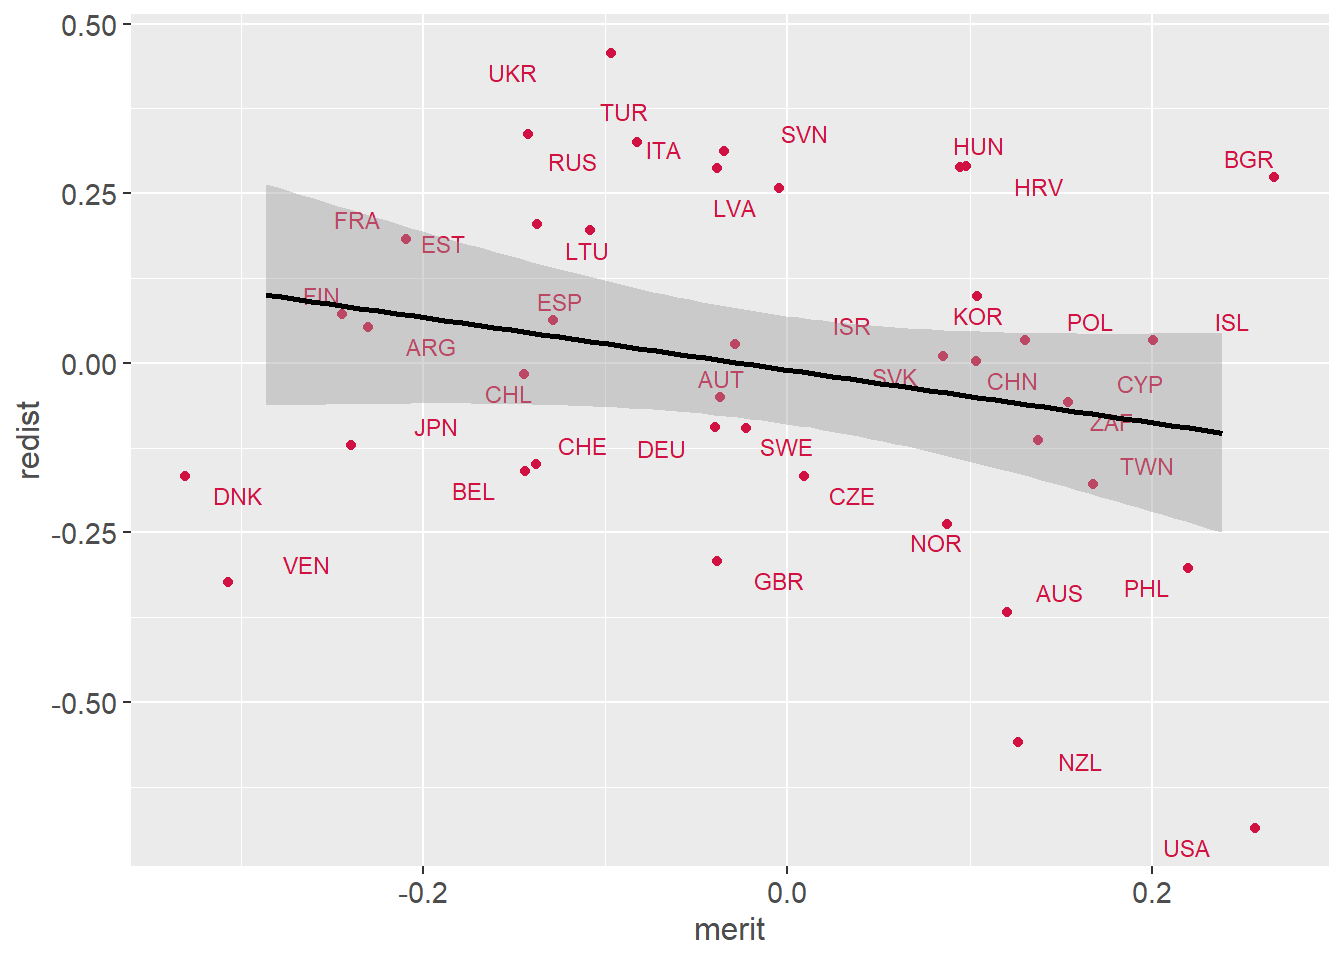 0.50
UKR
TUR
SVN
HUN
ITA
BGR
RUS
0.25
HRV
LVA
FRA
EST
LTU
FIN
ESP
KOR
POL
ISL
ISR
ARG
0.00
AUT
SVK
CHN
CYP
CHL
ZAF
JPN
CHE
DEU
SWE
TWN
redist
BEL
DNK
CZE
-0.25
NOR
VEN
GBR
PHL
AUS
-0.50
NZL
USA
-0.2
0.0
0.2
merit